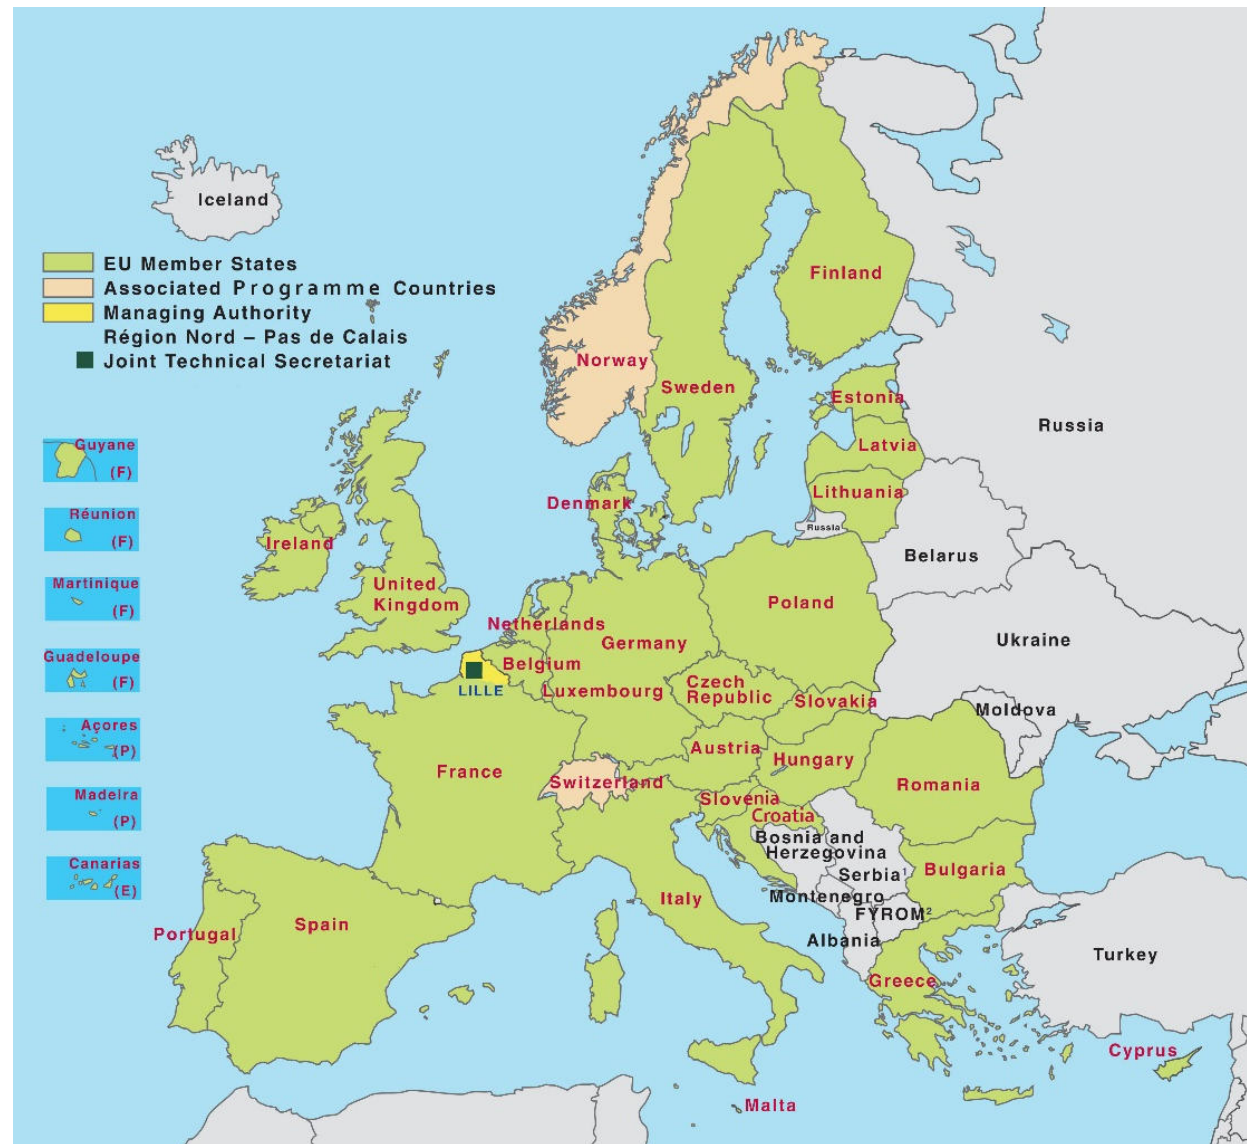 Iceland
EU Member States
Associated Programme Countries
Managing Authority
Région Nord – Pas de Calais
Joint Technical Secretariat
Guyane
(F)
Réunion
(F)
Martinique
(F)
Guadeloupe
(F)
Açores
(P)
Madeira
(P)
Canarias
(E)
Finland
Norway
Sweden
Estonia
Russia
Latvia
Lithuania
Denmark
Russia
Ireland
Belarus
United
Kingdom
Poland
Netherlands
Germany
Ukraine
Belgium
LILLE
Luxembourg
Czech
Republic
Slovakia
Moldova
Austria
Hungary
France
Switzerland
Romania
Slovenia
Croatia
Bosnia and
Herzegovina
Serbia¹
Bulgaria
Montenegro
Italy
FYROM²
Spain
Portugal
Albania
Turkey
Greece
Cyprus
Malta